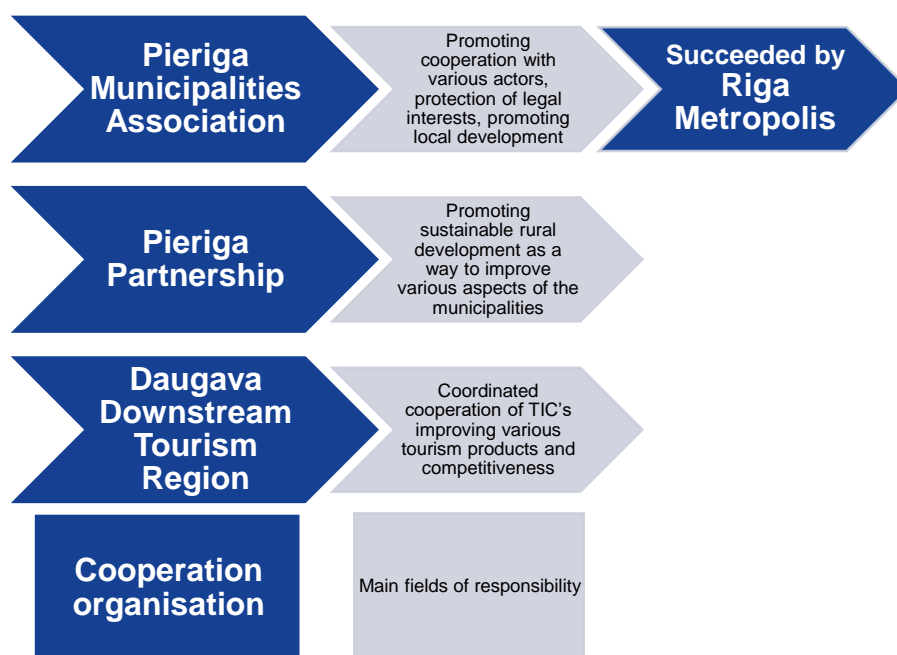 Pieriga
Municipalities
Association
Promoting
cooperation with
various actors,
protection of legal
interests, promoting
local development
Succeeded by
Riga
Metropolis
Pieriga
Partnership
Promoting
sustainable rural
development as a
way to improve
various aspects of the
municipalities
Daugava
Downstream
Tourism
Region
Coordinated
cooperation of TIC's
improving various
tourism products and
competitiveness
Cooperation
organisation
Main fields of responsibility